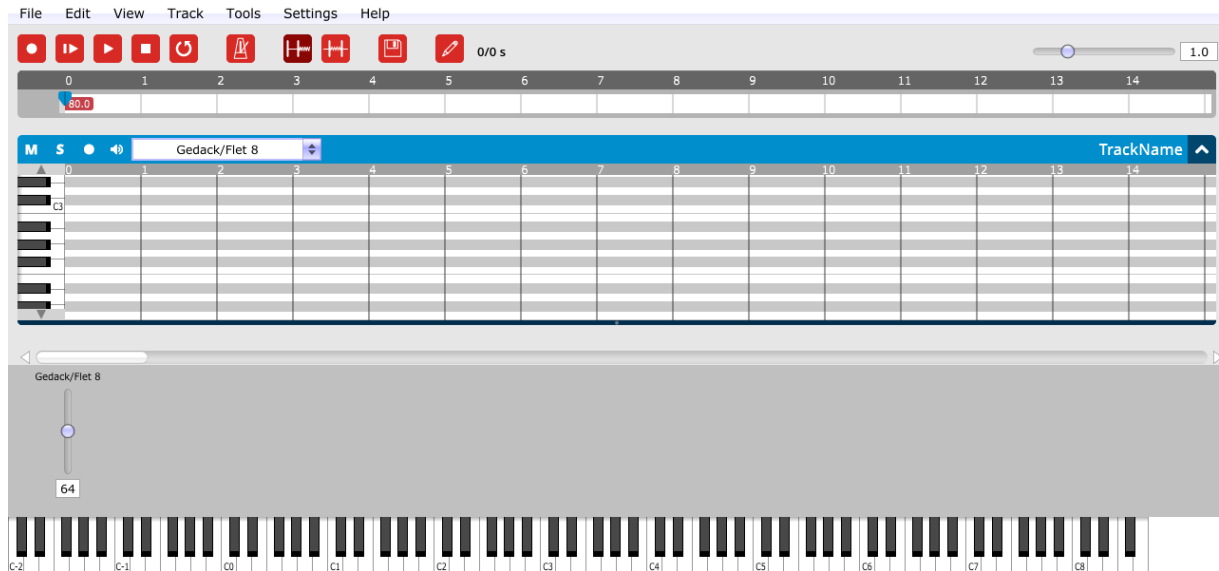 File Edit View Track Tools Settings Help
0/0 s 1.0
0 1 2 3 4 5 6 7 8 9 10 11 12 13 14
80.0
M S Gedack/Flet 8 TrackName
0 1 2 3 4 5 6 7 8 9 10 11 12 13 14
C3
Gedack/Flet 8
64
C-2 C-1 C0 C1 C2 C3 C4 C5 C6 C7 C8